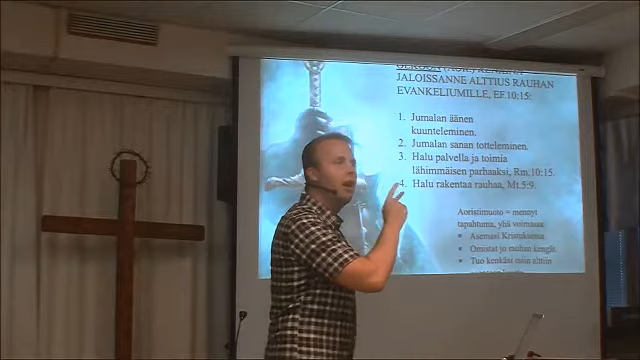 JALOISSANNE ALTTIUS RAUHAN
EVANKELIUMILLE, EF.10:15:
1. Jumalan äänen
kuunteleminen.
2. Jumalan sanan totteleminen.
3. Halu palvella ja toimia
lähimmäisen parhaaksi, Rm.10:15.
4. Halu rakentaa rauhaa, Mt.5:9.
Aoristimuoto = mennyt
tapahtuma, yhä voimassa
Asemasi Kristuksessa
Omistat jo rauhan kengät.
Tuo kenkäsi esiin alttiin